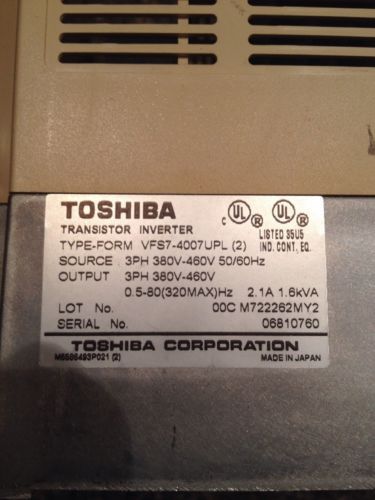 TOSHIBA
TRANSISTOR INVERTER
C UL ® UL ®
LISTED 35U5
IND. CONT. EQ.
TYPE-FORM VFS7-4007UPL (2)
SOURCE 3PH 380V-460V 50/60Hz
OUTPUT 3PH 380V-460V
0.5-80(320MAX)Hz 2.1A 1.6kVA
LOT No. 00C M722262MY2
SERIAL No. 06810760
TOSHIBA CORPORATION
M6586493P021 (2) MADE IN JAPAN